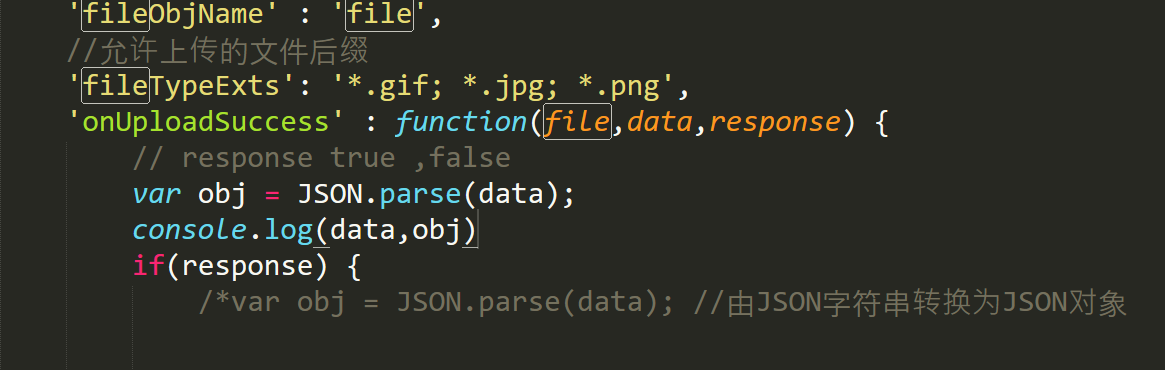 'fileObjName' : 'file',
//允许上传的文件后缀
'fileTypeExts': '*.gif; *.jpg; *.png',
'onUploadSuccess' : function(file,data,response) {
// response true ,false
var obj = JSON.parse(data);
console.log(data,obj)
if(response) {
/*var obj = JSON.parse(data); //由JSON字符串转换为JSON对象